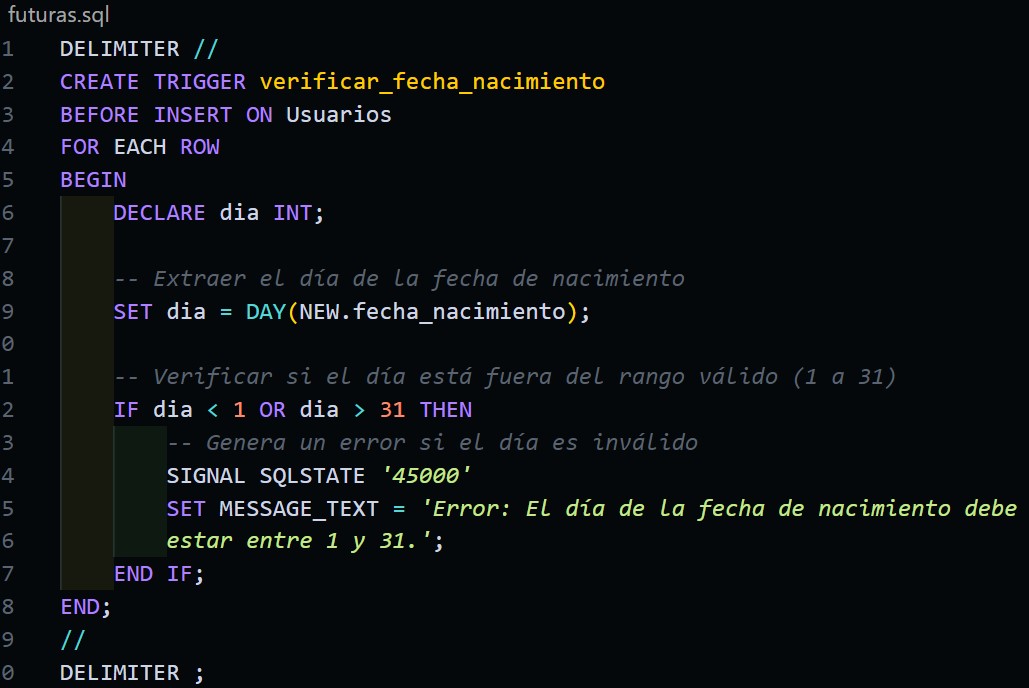 futuras.sql
1 DELIMITER //
2 CREATE TRIGGER verificar_fecha_nacimiento
3 BEFORE INSERT ON Usuarios
4 FOR EACH ROW
5 BEGIN
6 DECLARE dia INT;
7
8 -- Extraer el día de la fecha de nacimiento
9 SET dia = DAY(NEW.fecha_nacimiento);
0
1 -- Verificar si el día está fuera del rango válido (1 a 31)
2 IF dia < 1 OR dia > 31 THEN
3 -- Genera un error si el día es inválido
4 SIGNAL SQLSTATE '45000'
5 SET MESSAGE_TEXT = 'Error: El día de la fecha de nacimiento debe
6 estar entre 1 y 31.';
7 END IF;
8 END;
9 //
0 DELIMITER ;